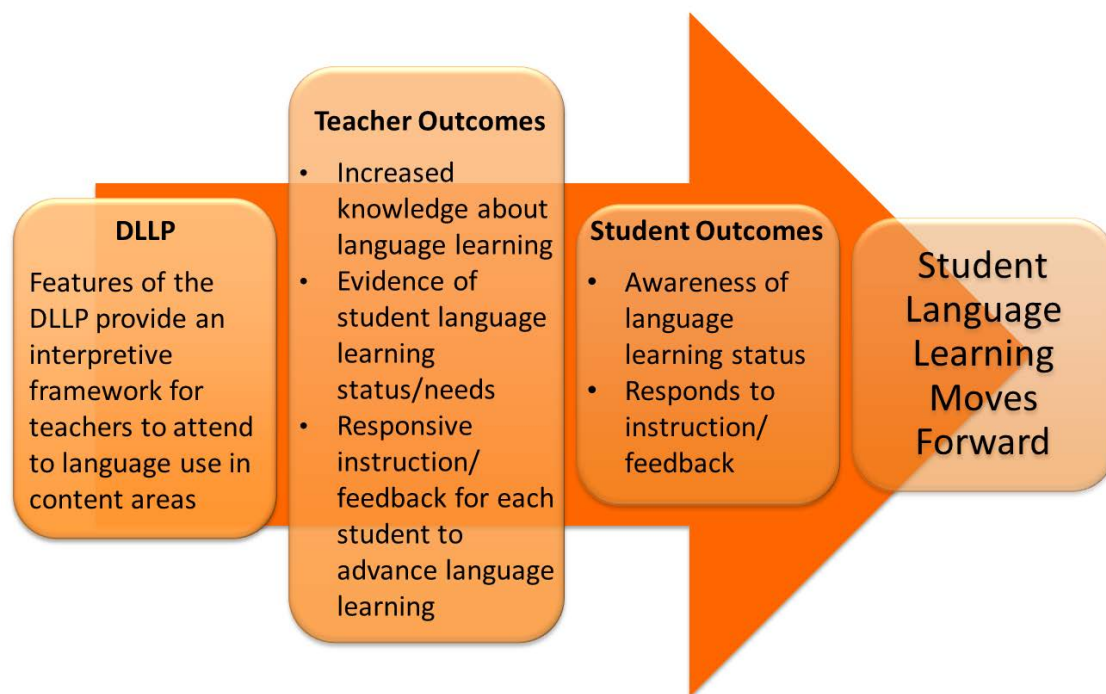 DLLP
Features of the
DLLP provide an
interpretive
framework for
teachers to attend
to language use in
content areas
Teacher Outcomes
• Increased
knowledge about
language learning
• Evidence of
student language
learning
status/needs
• Responsive
instruction/
feedback for each
student to
advance language
learning
Student Outcomes
• Awareness of
language
learning status
• Responds to
instruction/
feedback
Student
Language
Learning
Moves
Forward